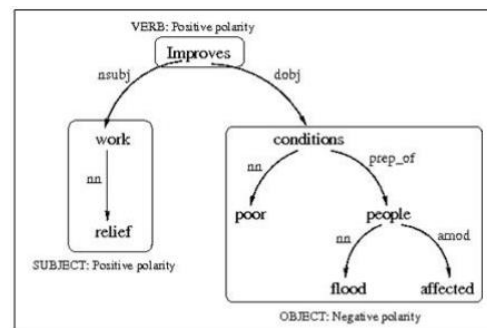 VERB: Positive polarity
Improves
nsubj
dobj
work
conditions
nn
nn
prep_of
relief
poor
people
nn
amod
SUBJECT: Positive polarity
flood
affected
OBJECT: Negative polarity